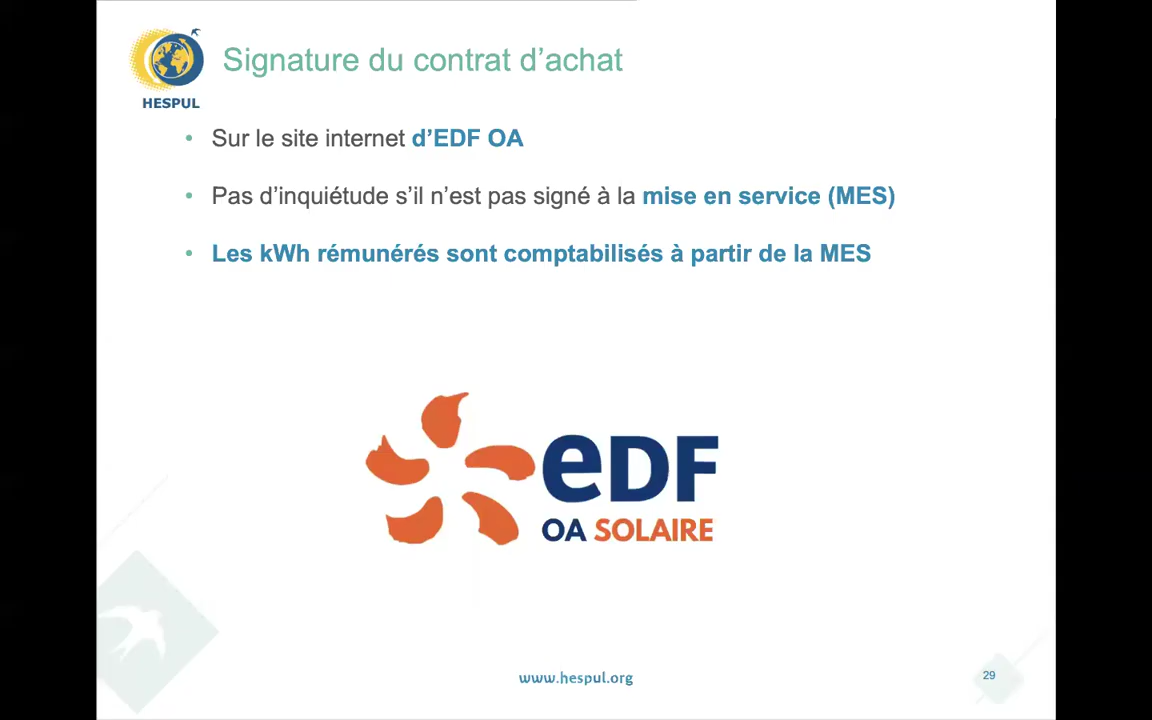 Signature du contrat d’achat
HESPUL
• Sur le site internet d’EDF OA
• Pas d’inquiétude s’il n’est pas signé à la mise en service (MES)
• Les kWh rémunérés sont comptabilisés à partir de la MES
eDF
OA SOLAIRE
www.hespul.org
29